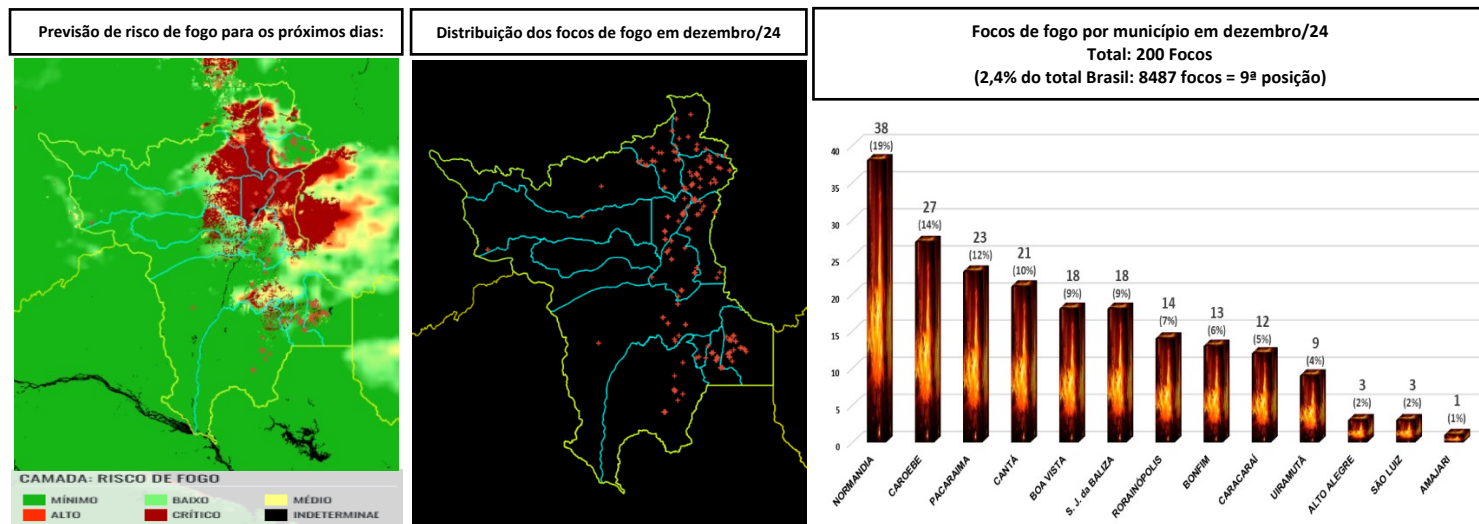 Previsão de risco de fogo para os próximos dias:
CAMADA: RISCO DE FOGO
MÍNIMO BAIXO MÉDIO
ALTO CRÍTICO INDETERMINAE
Distribuição dos focos de fogo em dezembro/24
Focos de fogo por município em dezembro/24
Total: 200 Focos
(2,4% do total Brasil: 8487 focos = 9ª posição)
40
35
30
25
20
15
10
5
0
38
(19%)
27
(14%)
23
(12%)
21
(10%)
18
(9%)
18
(9%)
14
(7%)
13
(6%)
12
(5%)
9
(4%)
3
(2%)
3
(2%)
1
(1%)
NORMANDIA
CAROEBE
PACARAIMA
CANTÁ
BOA VISTA
S. J. da BALIZA
RORAINÓPOLIS
BONFIM
CARACARAÍ
UIRAMUTÃ
ALTO ALEGRE
SÃO LUIZ
AMAJARI